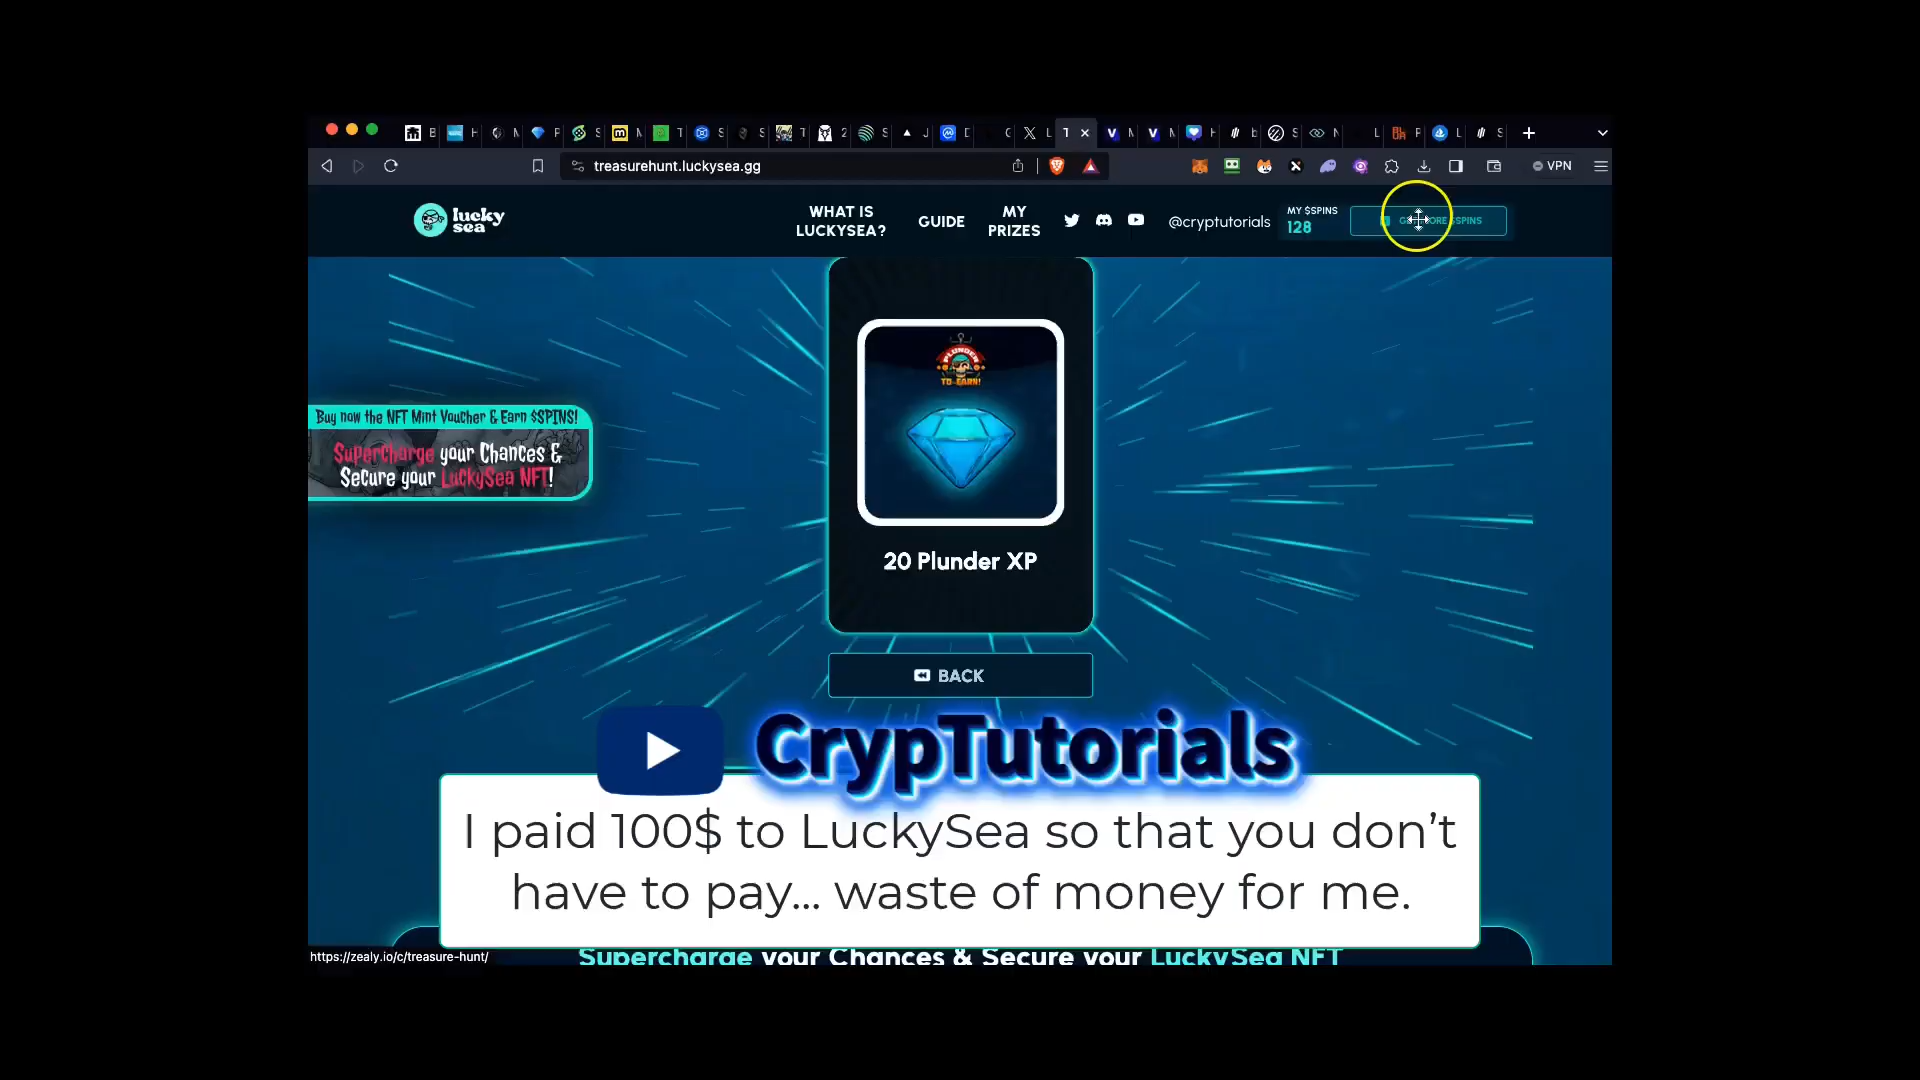 treasurehunt.luckysea.gg
VPN
lucky
sea
WHAT IS
LUCKYSEA?
GUIDE
MY
PRIZES
@cryptutorials
MY $SPINS
128
$SPINS
PLUNDER
TO EARN!
Buy now the NFT Mint Voucher & Earn $SPINS!
Supercharge your Chances &
Secure your LuckySea NFT!
20 Plunder XP
BACK
CrypTutorials
I paid 100$ to LuckySea so that you don't
have to pay... waste of money for me.
https://zealy.io/c/treasure-hunt/
Supercharge your Chances & Secure your LuckySea NFT